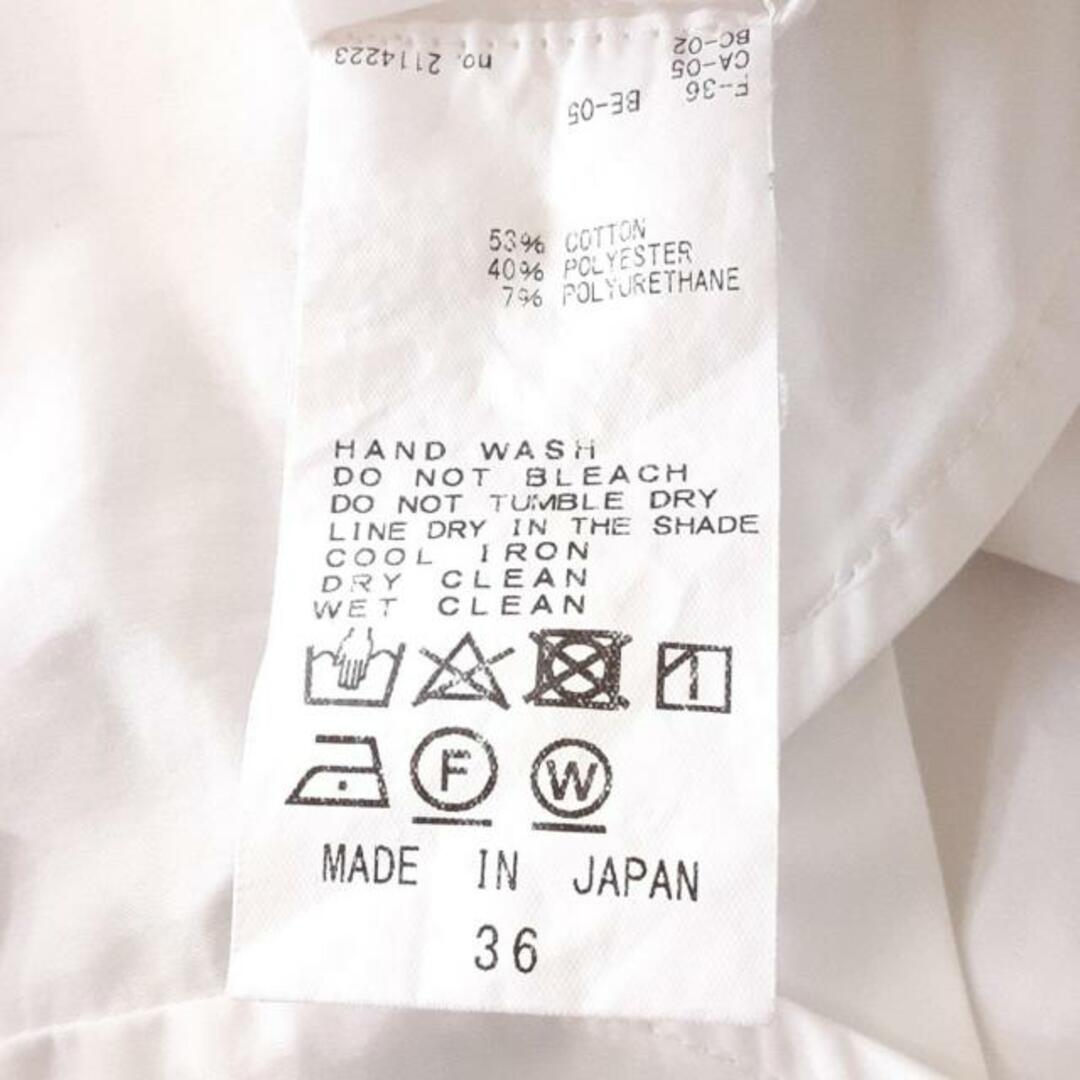 no. 2114223
BC-02
CA-05
F-36
BE-05
53% COTTON
40% POLYESTER
7% POLYURETHANE
HAND WASH
DO NOT BLEACH
DO NOT TUMBLE DRY
LINE DRY IN THE SHADE
COOL IRON
DRY CLEAN
WET CLEAN
F
W
MADE IN JAPAN
36